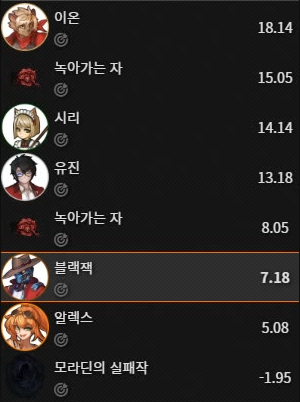 이온
18.14
녹아가는 자
15.05
시리
14.14
유진
13.18
녹아가는 자
8.05
블랙잭
7.18
알렉스
5.08
모라딘의 실패작
-1.95